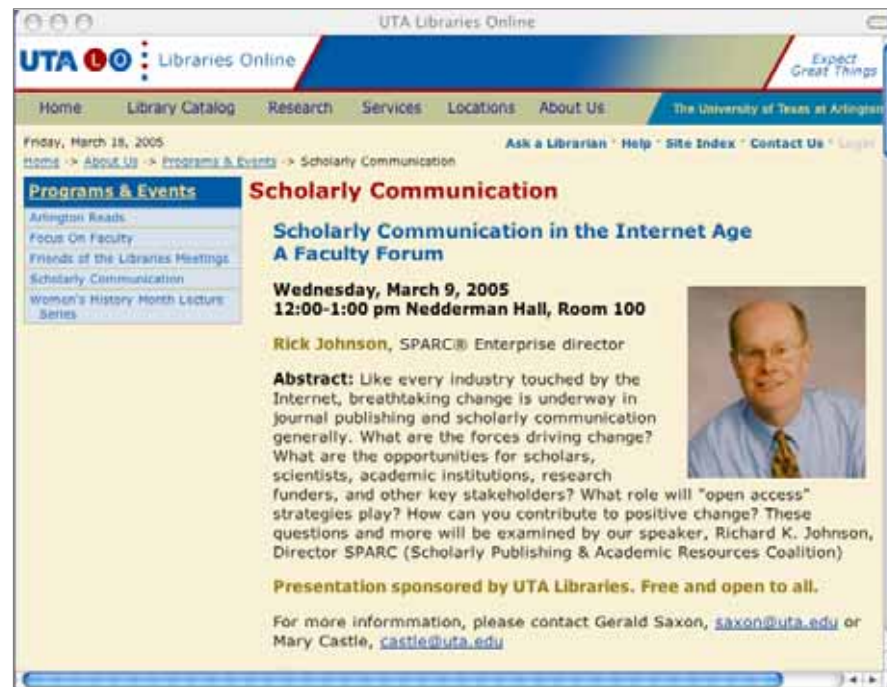 UTA Libraries Online
UTA LO Libraries Online
Expect
Great Things
Home Library Catalog Research Services Locations About Us The University of Texas at Arlington
Friday, March 18, 2005
Ask a Librarian · Help · Site Index · Contact Us · Login
Home -> About Us -> Programs & Events -> Scholarly Communication
Programs & Events
Arlington Reads
Focus On Faculty
Friends of the Libraries Meetings
Scholarly Communication
Women's History Month Lecture
Series
Scholarly Communication
Scholarly Communication in the Internet Age
A Faculty Forum
Wednesday, March 9, 2005
12:00-1:00 pm Nedderman Hall, Room 100
Rick Johnson, SPARC® Enterprise director
Abstract: Like every industry touched by the
Internet, breathtaking change is underway in
journal publishing and scholarly communication
generally. What are the forces driving change?
What are the opportunities for scholars,
scientists, academic institutions, research
funders, and other key stakeholders? What role will "open access"
strategies play? How can you contribute to positive change? These
questions and more will be examined by our speaker, Richard K. Johnson,
Director SPARC (Scholarly Publishing & Academic Resources Coalition)
Presentation sponsored by UTA Libraries. Free and open to all.
For more informmation, please contact Gerald Saxon, saxon@uta.edu or
Mary Castle, castle@uta.edu